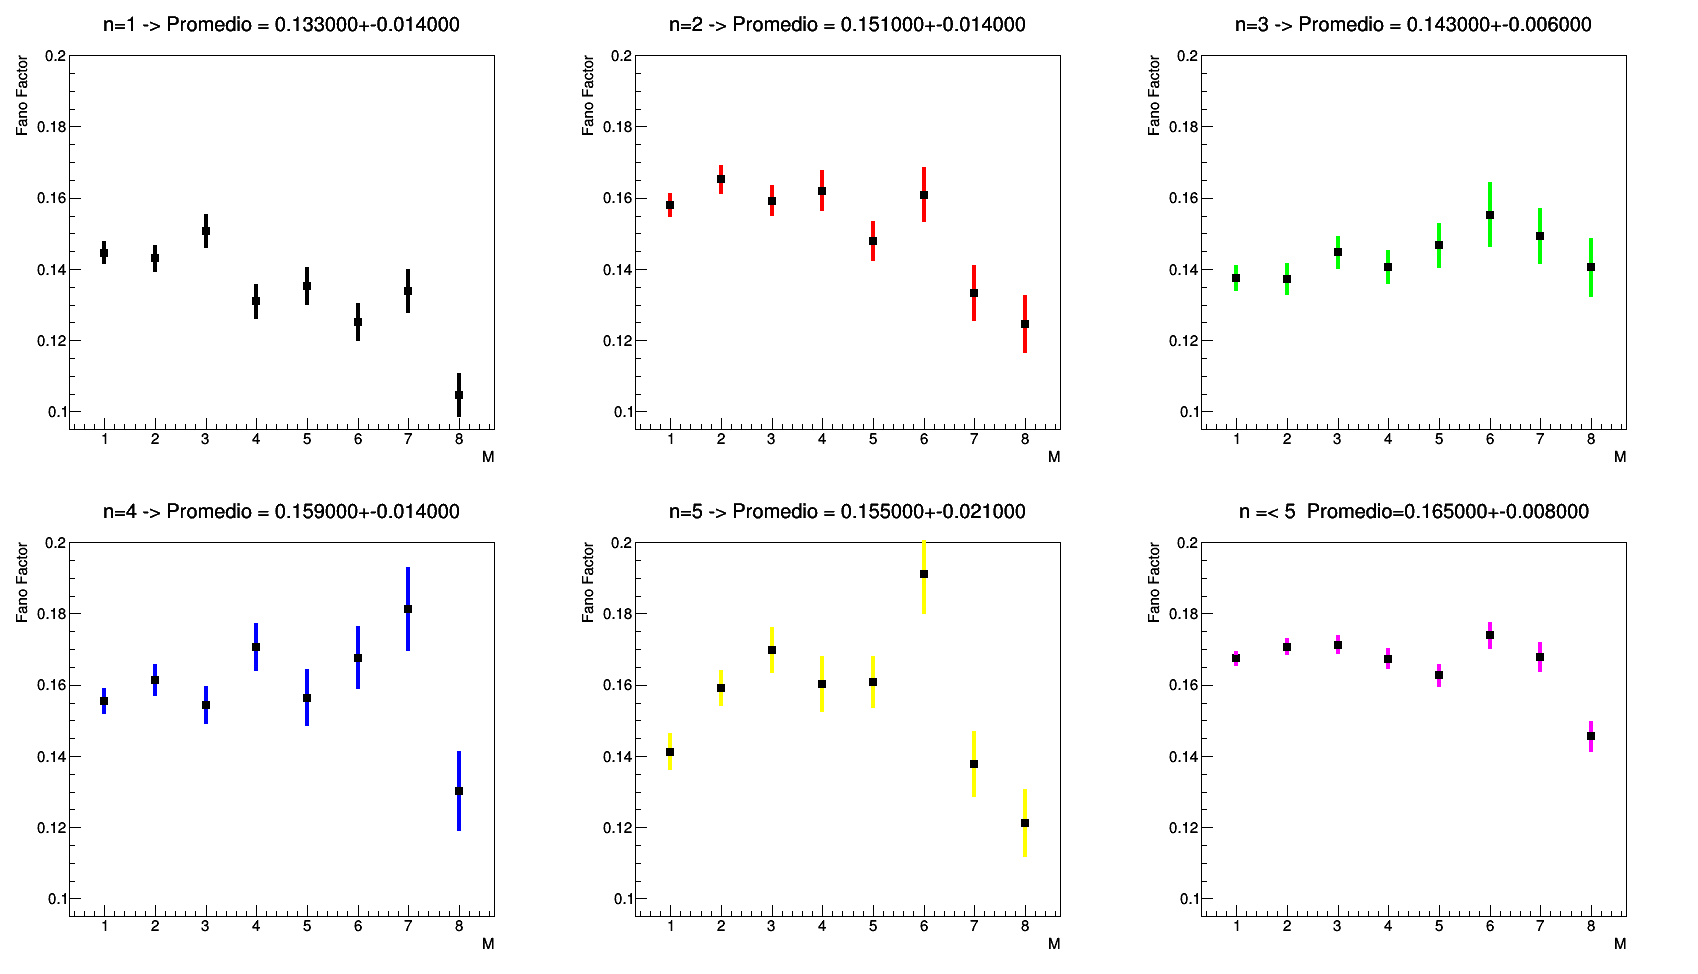 n=1 -> Promedio = 0.133000+-0.014000
Fano Factor
0.2
0.18
0.16
0.14
0.12
0.1
1 2 3 4 5 6 7 8
M
n=2 -> Promedio = 0.151000+-0.014000
Fano Factor
0.2
0.18
0.16
0.14
0.12
0.1
1 2 3 4 5 6 7 8
M
n=3 -> Promedio = 0.143000+-0.006000
Fano Factor
0.2
0.18
0.16
0.14
0.12
0.1
1 2 3 4 5 6 7 8
M
n=4 -> Promedio = 0.159000+-0.014000
Fano Factor
0.2
0.18
0.16
0.14
0.12
0.1
1 2 3 4 5 6 7 8
M
n=5 -> Promedio = 0.155000+-0.021000
Fano Factor
0.2
0.18
0.16
0.14
0.12
0.1
1 2 3 4 5 6 7 8
M
n =< 5  Promedio=0.165000+-0.008000
Fano Factor
0.2
0.18
0.16
0.14
0.12
0.1
1 2 3 4 5 6 7 8
M